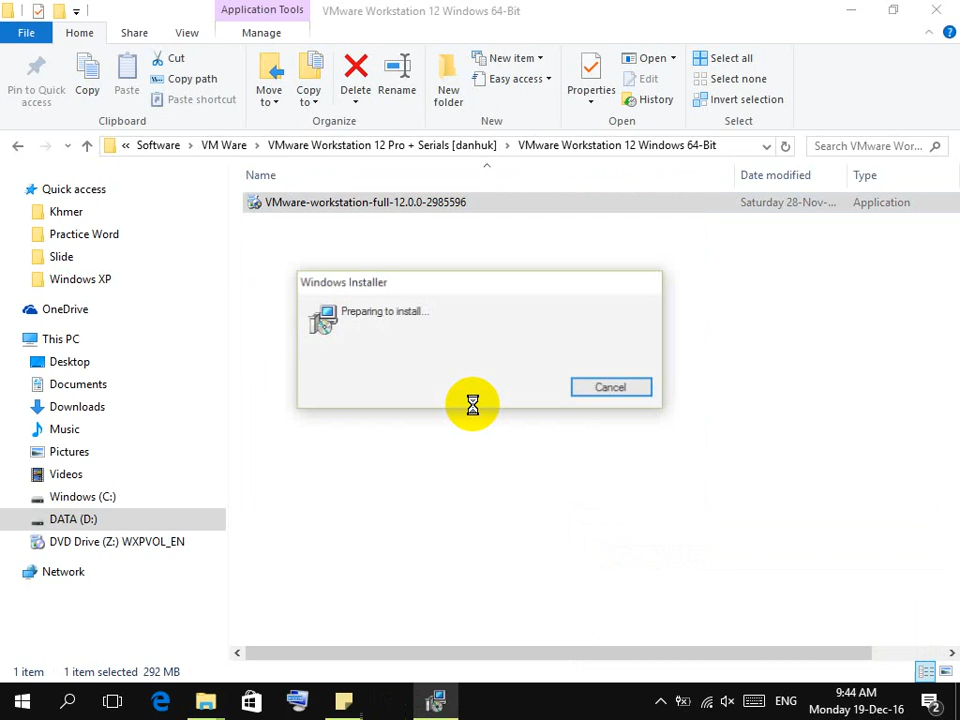 Application Tools
VMware Workstation 12 Windows 64-Bit
File
Home
Share
View
Manage
Pin to Quick access
Copy
Paste
Cut
Copy path
Paste shortcut
Clipboard
Move to
Copy to
Delete
Rename
Organize
New folder
New item
Easy access
New
Properties
Open
Edit
History
Open
Select all
Select none
Invert selection
Select
« Software
VM Ware
VMware Workstation 12 Pro + Serials [danhuk]
VMware Workstation 12 Windows 64-Bit
Search VMware Wor...
Name
Date modified
Type
VMware-workstation-full-12.0.0-2985596
Saturday 28-Nov-...
Application
Quick access
Khmer
Practice Word
Slide
Windows XP
OneDrive
This PC
Desktop
Documents
Downloads
Music
Pictures
Videos
Windows (C:)
DATA (D:)
DVD Drive (Z:) WXPVOL_EN
Network
Windows Installer
Preparing to install...
Cancel
1 item
1 item selected 292 MB
ENG
9:44 AM
Monday 19-Dec-16
2